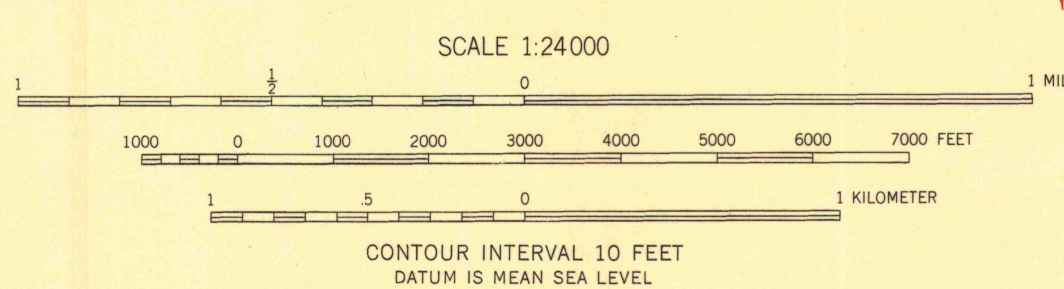 SCALE 1:24000
1 ½ 0 1 MIL
1000 0 1000 2000 3000 4000 5000 6000 7000 FEET
1 .5 0 1 KILOMETER
CONTOUR INTERVAL 10 FEET
DATUM IS MEAN SEA LEVEL